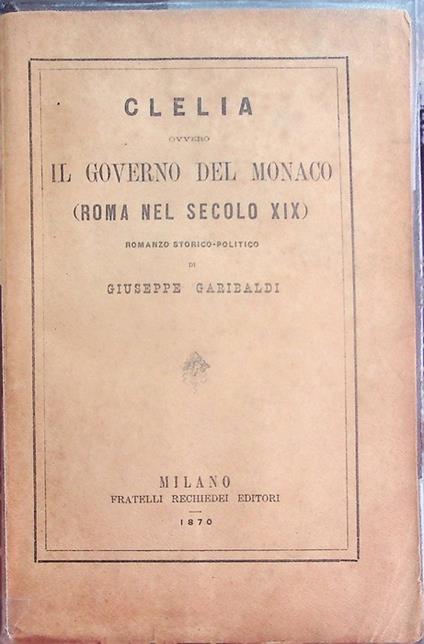 CLELIA
OVVERO
IL GOVERNO DEL MONACO
(ROMA NEL SECOLO XIX)
ROMANZO STORICO-POLITICO
DI
GIUSEPPE GARIBALDI
MILANO
FRATELLI RECHIEDEI EDITORI
1870